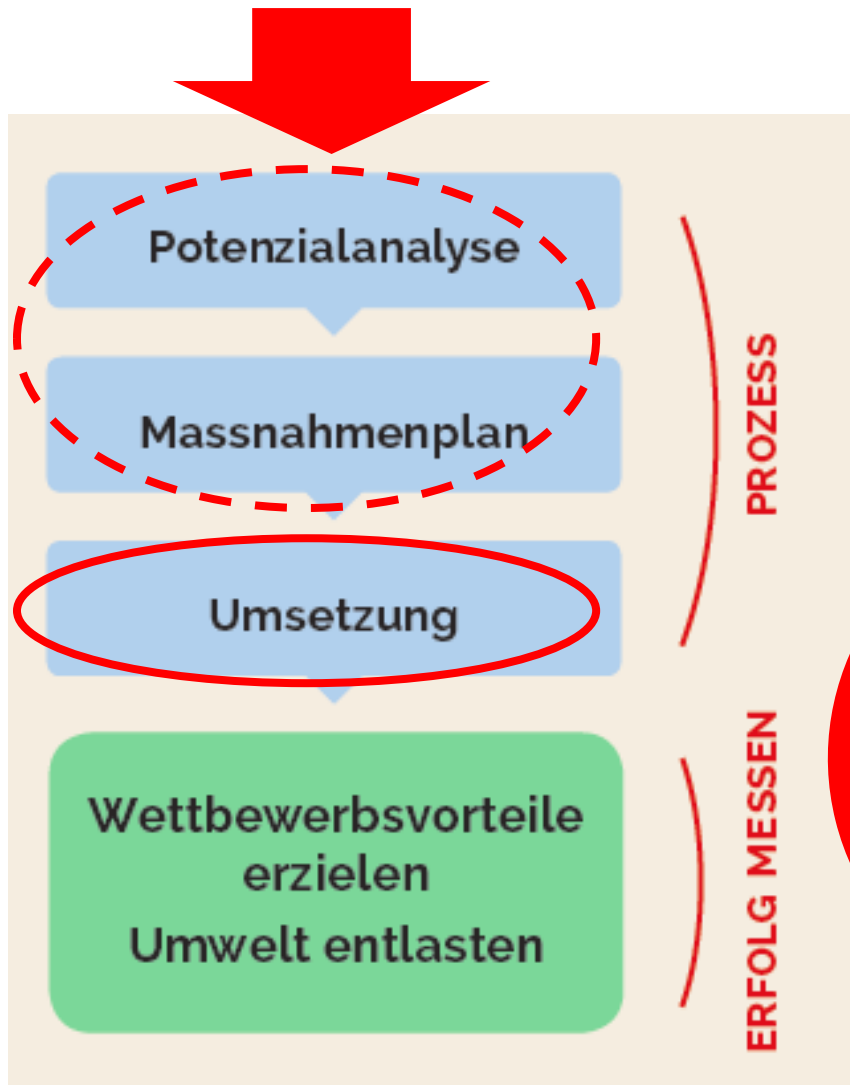 Potenzialanalyse
Massnahmenplan
Umsetzung
PROZESS
Wettbewerbsvorteile
erzielen
Umwelt entlasten
ERFOLG MESSEN